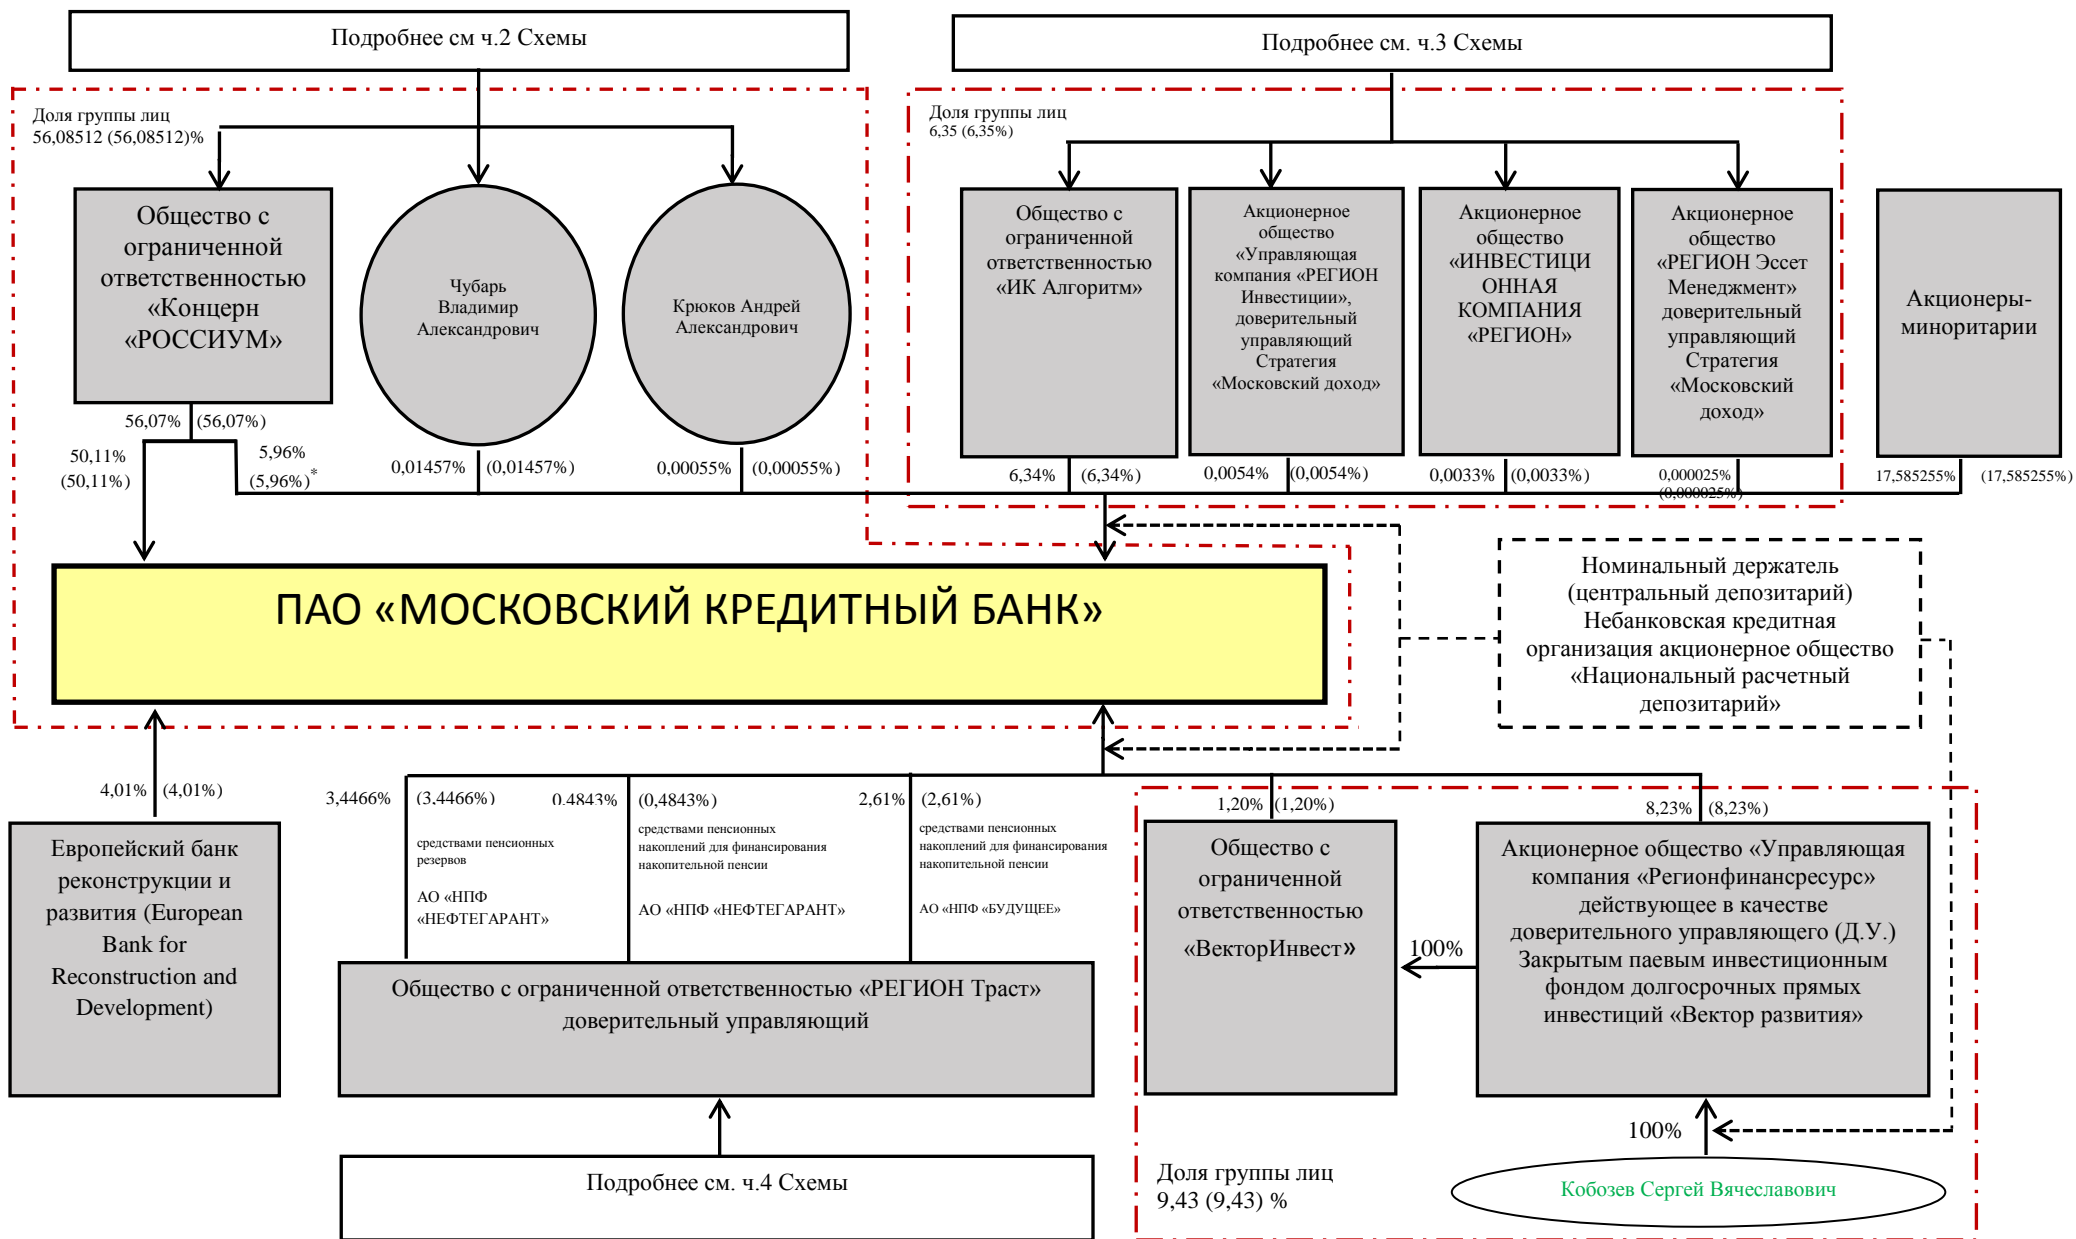 Подробнее см ч.2 Схемы
Подробнее см. ч.3 Схемы
Доля группы лиц
56,08512 (56,08512)%
Доля группы лиц
6,35 (6,35%)
Общество с
ограниченной
ответственностью
«Концерн
«РОССИУМ»
Чубарь
Владимир
Александрович
Крюков Андрей
Александрович
Общество с
ограниченной
ответственностью
«ИК Алгоритм»
Акционерное
общество
«Управляющая
компания «РЕГИОН
Инвестиции»,
доверительный
управляющий
Стратегия
«Московский доход»
Акционерное
общество
«ИНВЕСТИЦИ
ОННАЯ
КОМПАНИЯ
«РЕГИОН»
Акционерное
общество
«РЕГИОН Эссет
Менеджмент»
доверительный
управляющий
Стратегия
«Московский
доход»
Акционеры-
миноритарии
56,07% (56,07%)
50,11%
(50,11%)
5,96%
(5,96%)*
0,01457% (0,01457%)
0,00055% (0,00055%)
6,34% (6,34%)
0,0054% (0,0054%)
0,0033% (0,0033%)
0,000025%
(0,000025%)
17,585255% (17,585255%)
ПАО «МОСКОВСКИЙ КРЕДИТНЫЙ БАНК»
Номинальный держатель
(центральный депозитарий)
Небанковская кредитная
организация акционерное общество
«Национальный расчетный
депозитарий»
4,01% (4,01%)
3,4466% (3,4466%)
0.4843% (0,4843%)
2,61% (2,61%)
1,20% (1,20%)
8,23% (8,23%)
Европейский банк
реконструкции и
развития (European
Bank for
Reconstruction and
Development)
средствами пенсионных
резервов
АО «НПФ
«НЕФТЕГАРАНТ»
средствами пенсионных
накоплений для финансирования
накопительной пенсии
АО «НПФ «НЕФТЕГАРАНТ»
средствами пенсионных
накоплений для финансирования
накопительной пенсии
АО «НПФ «БУДУЩЕЕ»
Общество с ограниченной ответственностью «РЕГИОН Траст»
доверительный управляющий
Общество с
ограниченной
ответственностью
«ВекторИнвест»
100%
Акционерное общество «Управляющая
компания «Регионфинансресурс»
действующее в качестве
доверительного управляющего (Д.У.)
Закрытым паевым инвестиционным
фондом долгосрочных прямых
инвестиций «Вектор развития»
100%
Подробнее см. ч.4 Схемы
Доля группы лиц
9,43 (9,43) %
Кобозев Сергей Вячеславович